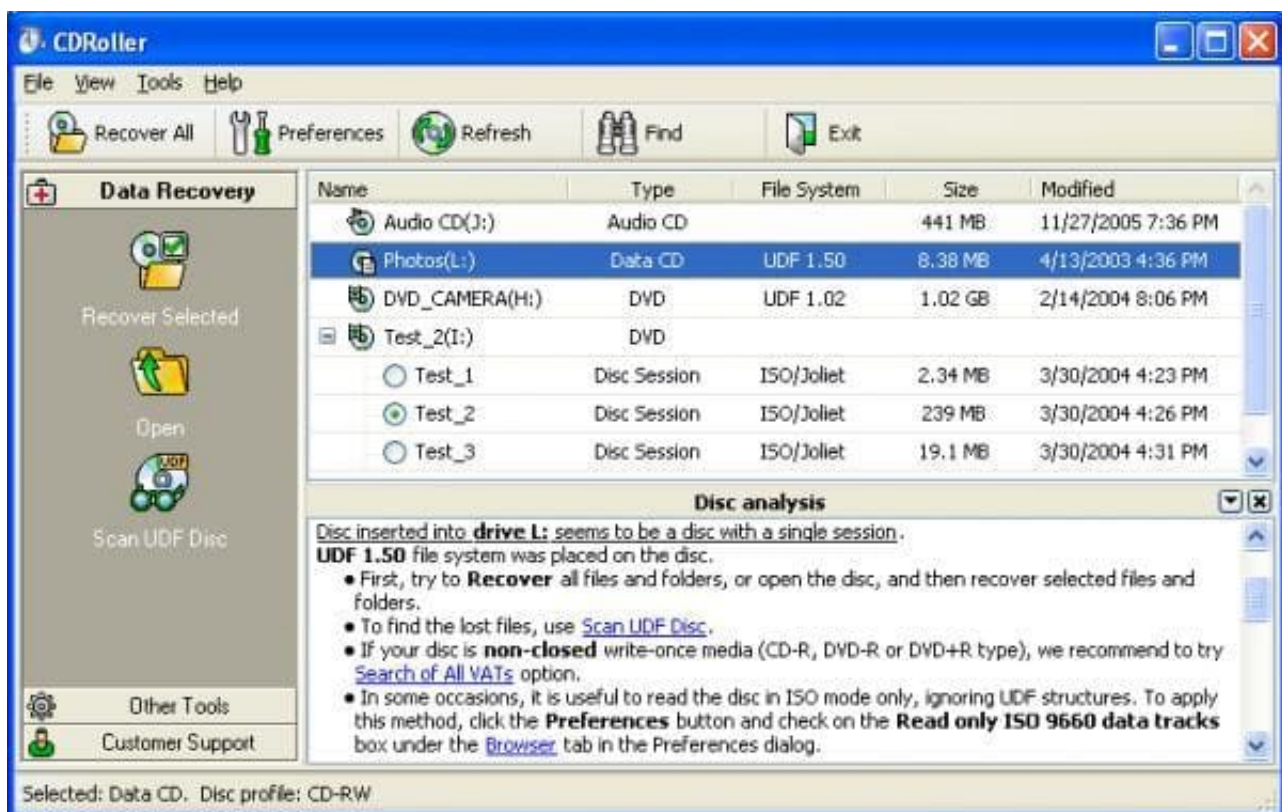 CDRoller
File View Tools Help
Recover All Preferences Refresh Find Exit
Data Recovery
Recover Selected
Open
UDF
Scan UDF Disc
Other Tools
Customer Support
Name Type File System Size Modified
Audio CD(J:) Audio CD 441 MB 11/27/2005 7:36 PM
Photos(L:) Data CD UDF 1.50 8.38 MB 4/13/2003 4:36 PM
DVD_CAMERA(H:) DVD UDF 1.02 1.02 GB 2/14/2004 8:06 PM
Test_2(I:) DVD
Test_1 Disc Session ISO/Joliet 2.34 MB 3/30/2004 4:23 PM
Test_2 Disc Session ISO/Joliet 239 MB 3/30/2004 4:26 PM
Test_3 Disc Session ISO/Joliet 19.1 MB 3/30/2004 4:31 PM
Disc analysis
Disc inserted into drive L: seems to be a disc with a single session.
UDF 1.50 file system was placed on the disc.
• First, try to Recover all files and folders, or open the disc, and then recover selected files and
folders.
• To find the lost files, use Scan UDF Disc.
• If your disc is non-closed write-once media (CD-R, DVD-R or DVD+R type), we recommend to try
Search of All VATs option.
• In some occasions, it is useful to read the disc in ISO mode only, ignoring UDF structures. To apply
this method, click the Preferences button and check on the Read only ISO 9660 data tracks
box under the Browser tab in the Preferences dialog.
Selected: Data CD. Disc profile: CD-RW